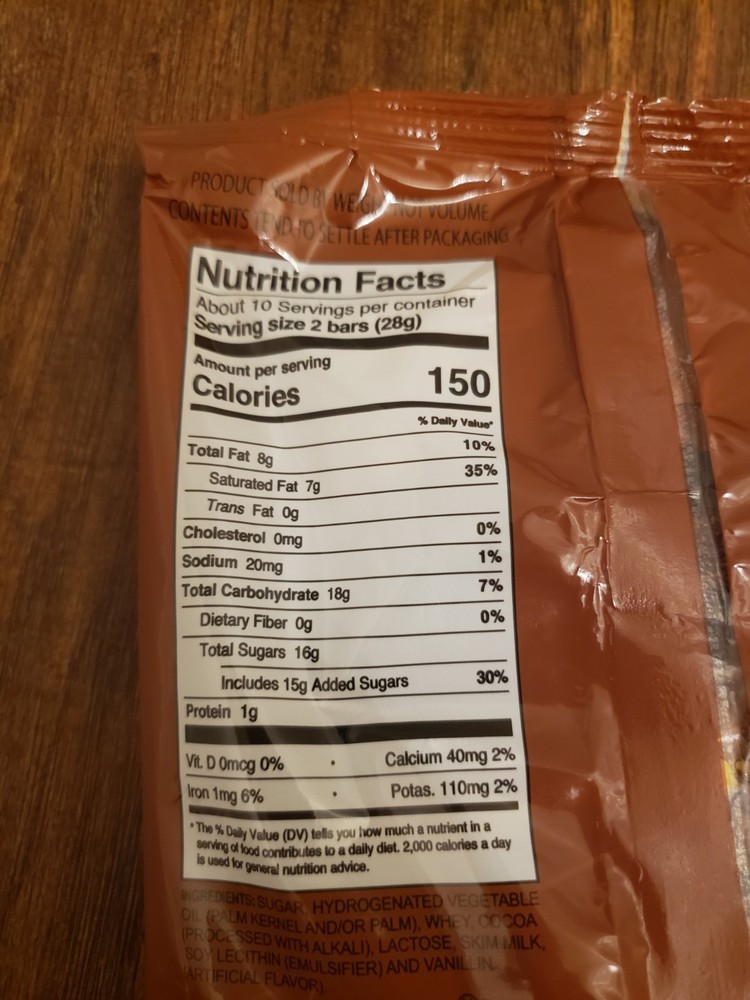 PRODUCT SOLD BY WEIGHT NOT VOLUME
CONTENTS TEND TO SETTLE AFTER PACKAGING
Nutrition Facts
About 10 Servings per container
Serving size 2 bars (28g)
Amount per serving
Calories 150
% Daily Value*
Total Fat 8g 10%
Saturated Fat 7g 35%
Trans Fat 0g
Cholesterol 0mg 0%
Sodium 20mg 1%
Total Carbohydrate 18g 7%
Dietary Fiber 0g 0%
Total Sugars 16g
Includes 15g Added Sugars 30%
Protein 1g
Vit. D 0mcg 0% • Calcium 40mg 2%
Iron 1mg 6% • Potas. 110mg 2%
* The % Daily Value (DV) tells you how much a nutrient in a
serving of food contributes to a daily diet. 2,000 calories a day
is used for general nutrition advice.
INGREDIENTS: SUGAR, HYDROGENATED VEGETABLE
OIL (PALM KERNEL AND/OR PALM), WHEY, COCOA
(PROCESSED WITH ALKALI), LACTOSE, SKIM MILK,
SOY LECITHIN (EMULSIFIER) AND VANILLIN
(ARTIFICIAL FLAVOR).